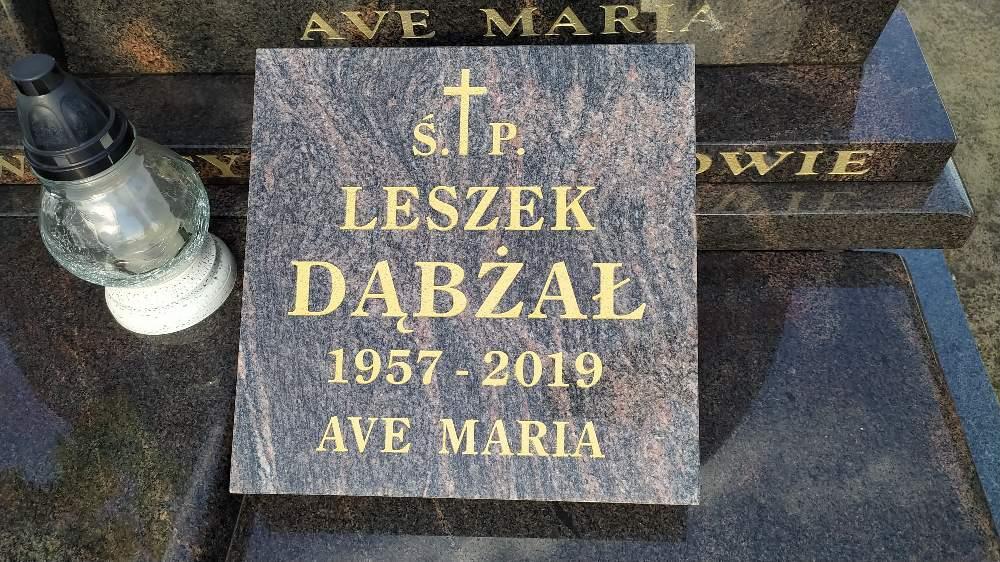 AVE MARIA
Ś. P.
LESZEK
DĄBŻAŁ
1957 - 2019
AVE MARIA